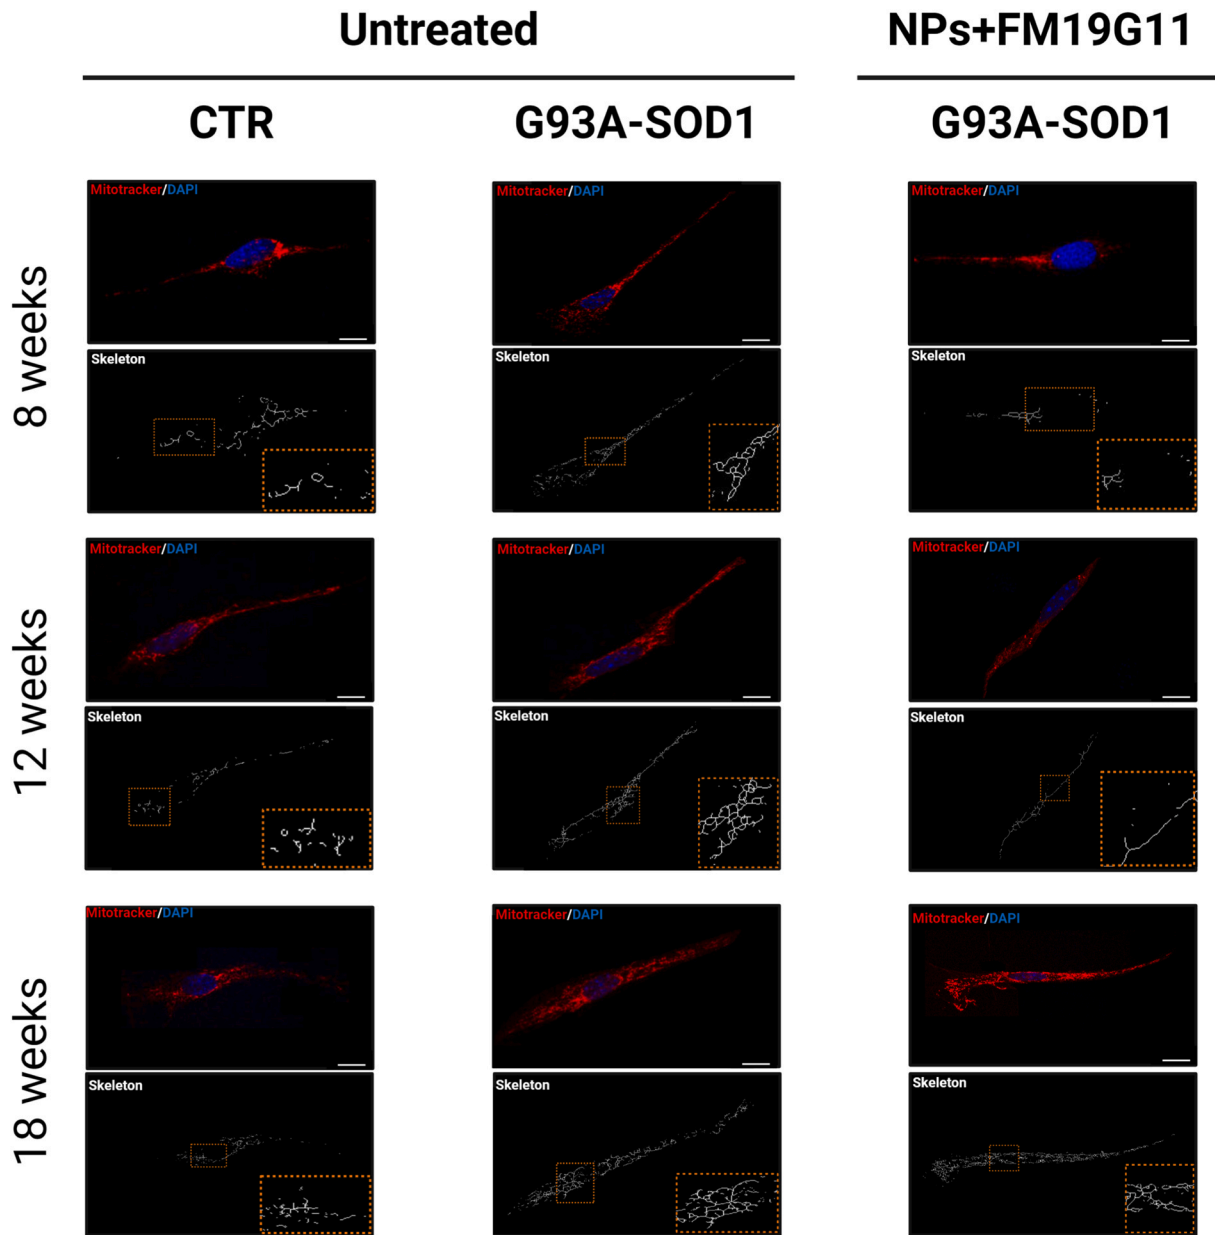 Untreated
NPs+FM19G11
CTR
G93A-SOD1
G93A-SOD1
8 weeks
Mitotracker/DAPI
Mitotracker/DAPI
Mitotracker/DAPI
Skeleton
Skeleton
Skeleton
12 weeks
Mitotracker/DAPI
Mitotracker/DAPI
Mitotracker/DAPI
Skeleton
Skeleton
Skeleton
18 weeks
Mitotracker/DAPI
Mitotracker/DAPI
Mitotracker/DAPI
Skeleton
Skeleton
Skeleton